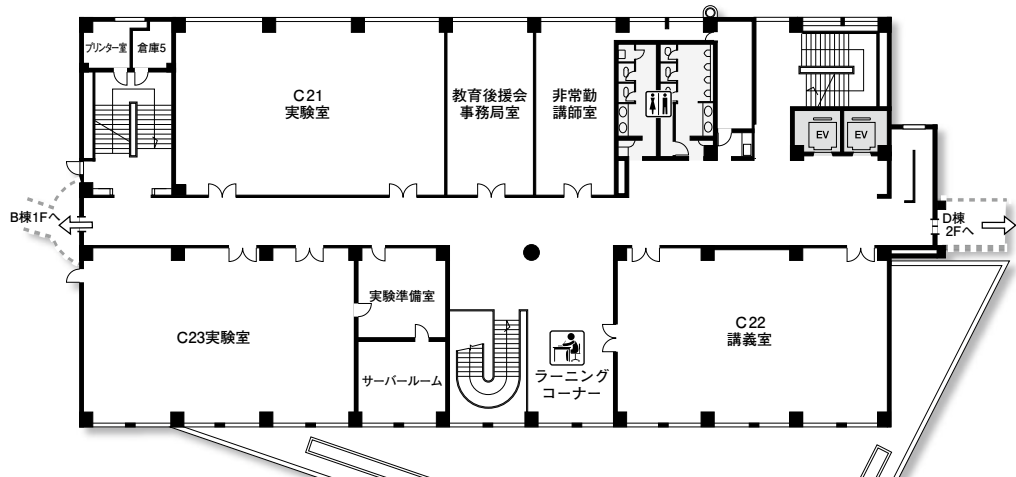 プリンター室
倉庫5
C21
実験室
教育後援会
事務局室
非常勤
講師室
EV
EV
B棟1Fへ
D棟
2Fへ
C23実験室
実験準備室
サーバールーム
ラーニング
コーナー
C22
講義室